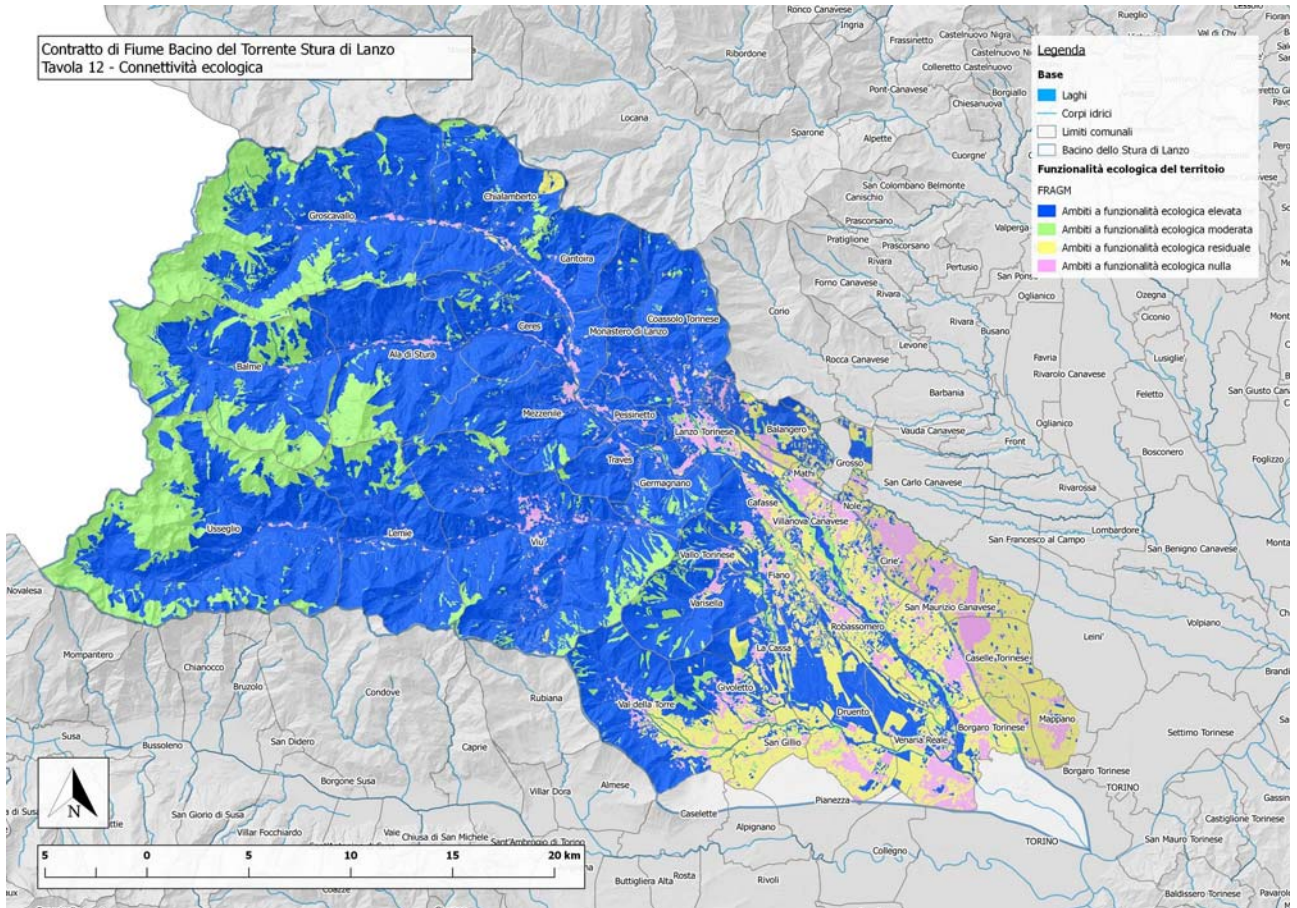 Contratto di Fiume Bacino del Torrente Stura di Lanzo
Tavola 12 - Connettività ecologica
Legenda
Base
Laghi
Corpi idrici
Limiti comunali
Bacino dello Stura di Lanzo
Funzionalità ecologica del territoio
FRAGM
Ambiti a funzionalità ecologica elevata
Ambiti a funzionalità ecologica moderata
Ambiti a funzionalità ecologica residuale
Ambiti a funzionalità ecologica nulla
Ronco Canavese
Ingria
Rueglio
Val di Chy
Frassinetto
Castelnuovo Nigra
Ribordone
Colleretto Castelnuovo
Borgiallo
Pont-Canavese
Chiesanuova
Locana
Sparone
Alpette
Cuorgne'
San Colombano Belmonte
Canischio
Prascorsano
Valperga
Pratiglione
Prascorsano
Rivara
Pertusio
San Ponso
Forno Canavese
Rivara
Oglianico
Ozegna
Ciconio
Corio
Rivara
Busano
Levone
Rocca Canavese
Favria
Rivarolo Canavese
Lusiglie'
San Giusto Canavese
Barbania
Feletto
Oglianico
Vauda Canavese
Front
Bosconero
Foglizzo
San Carlo Canavese
Rivarossa
Lombardore
San Francesco al Campo
San Benigno Canavese
Chialamberto
Groscavallo
Cantoira
Coassolo Torinese
Ceres
Monastero di Lanzo
Ala di Stura
Balme
Mezzenile
Pessinetto
Lanzo Torinese
Balangero
Traves
Mathi
Grosso
Germagnano
Cafasse
Nole
Villanova Canavese
Usseglio
Lemie
Viu'
Vallo Torinese
Fiano
Cirie'
Varisella
San Maurizio Canavese
Robassomero
Leini'
Volpiano
La Cassa
Caselle Torinese
Givoletto
Val della Torre
Druento
Mappano
Borgaro Torinese
San Gillio
Venaria Reale
Settimo Torinese
Novalesa
Mompantero
Chianocco
Bruzolo
Condove
Rubiana
Susa
Bussoleno
San Didero
Caprie
Borgone Susa
Almese
Villar Dora
Borgaro Torinese
TORINO
Pianezza
Caselette
Alpignano
San Giorio di Susa
Villar Focchiardo
Vaie
Chiusa di San Michele
Sant'Ambrogio di Torino
Collegno
TORINO
Castiglione Torinese
San Mauro Torinese
Buttigliera Alta
Rosta
Rivoli
Coazze
Baldissero Torinese
N
5 0 5 10 15 20 km